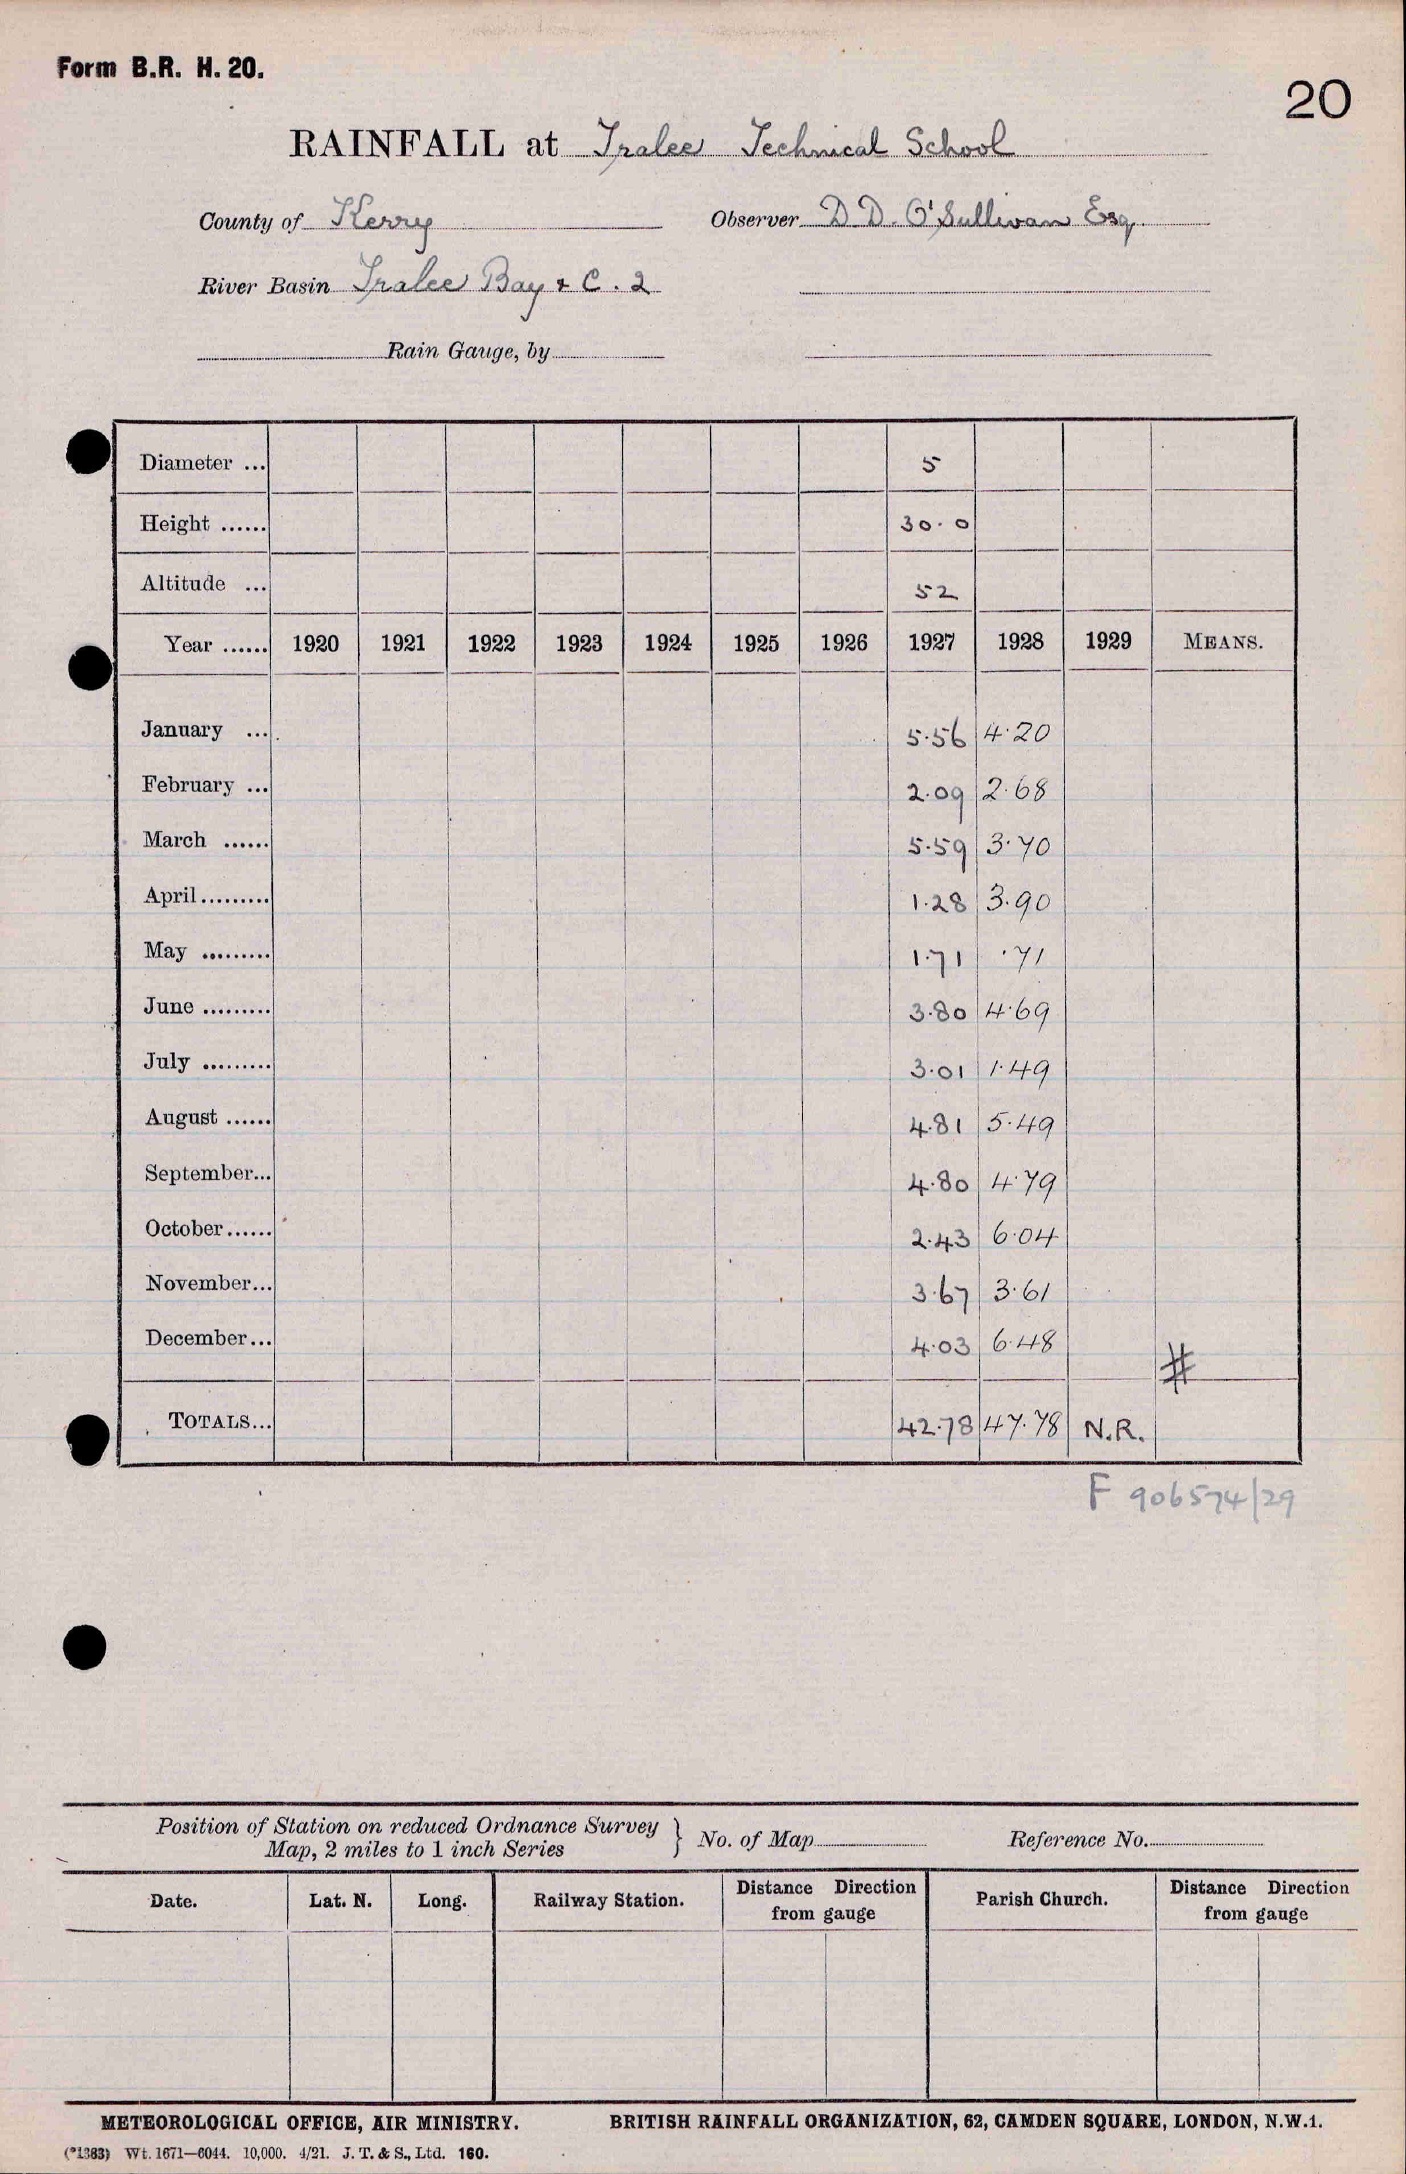 Form B.R. H. 20.
20
RAINFALL at Tralee Technical School
County of Kerry Observer D D. O'Sullivan Esq.
River Basin Tralee Bay & C. 2
Rain Gauge, by
Diameter ... 5
Height ...... 30.0
Altitude ... 52
Year ...... 1920 1921 1922 1923 1924 1925 1926 1927 1928 1929 MEANS.
January ... 5.56 4.20
February ... 2.09 2.68
March ...... 5.59 3.70
April ......... 1.28 3.90
May ......... 1.71 .71
June ......... 3.80 4.69
July ......... 3.01 1.49
August ...... 4.81 5.49
September... 4.80 4.79
October...... 2.43 6.04
November... 3.67 3.61
December... 4.03 6.48
#
TOTALS... 42.78 47.78 N.R.
F 906574/29
Position of Station on reduced Ordnance Survey
Map, 2 miles to 1 inch Series } No. of Map Reference No.
Date. Lat. N. Long. Railway Station. Distance Direction from gauge Parish Church. Distance Direction from gauge
METEOROLOGICAL OFFICE, AIR MINISTRY. BRITISH RAINFALL ORGANIZATION, 62, CAMDEN SQUARE, LONDON, N.W.1.
(*1383) Wt. 1671—6044. 10,000. 4/21. J. T. & S., Ltd. 160.